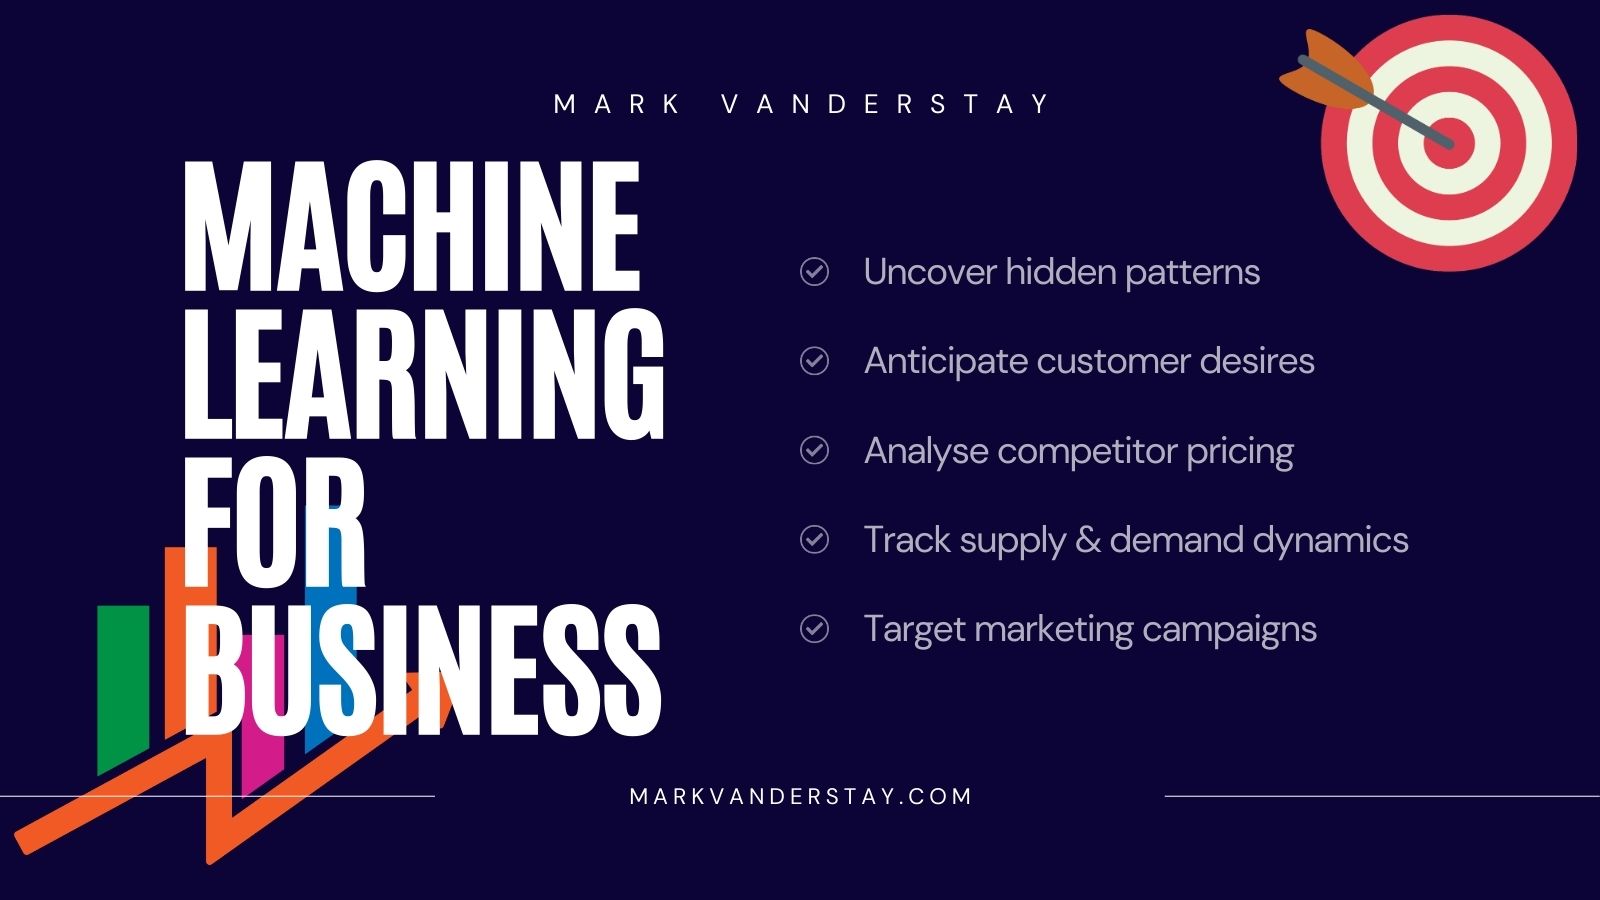 MARK VANDERSTAY
MACHINE
LEARNING
FOR
BUSINESS
Uncover hidden patterns
Anticipate customer desires
Analyse competitor pricing
Track supply & demand dynamics
Target marketing campaigns
MARKVANDERSTAY.COM